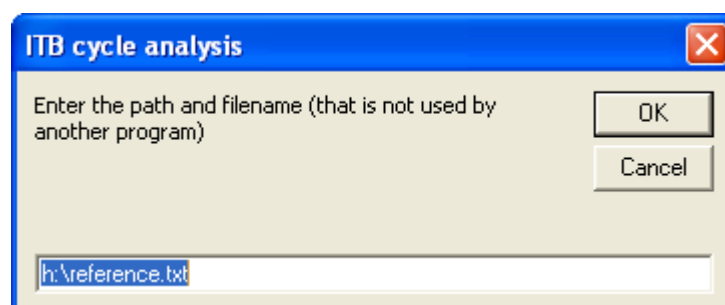 ITB cycle analysis
Enter the path and filename (that is not used by
another program)
OK
Cancel
h:\reference.txt